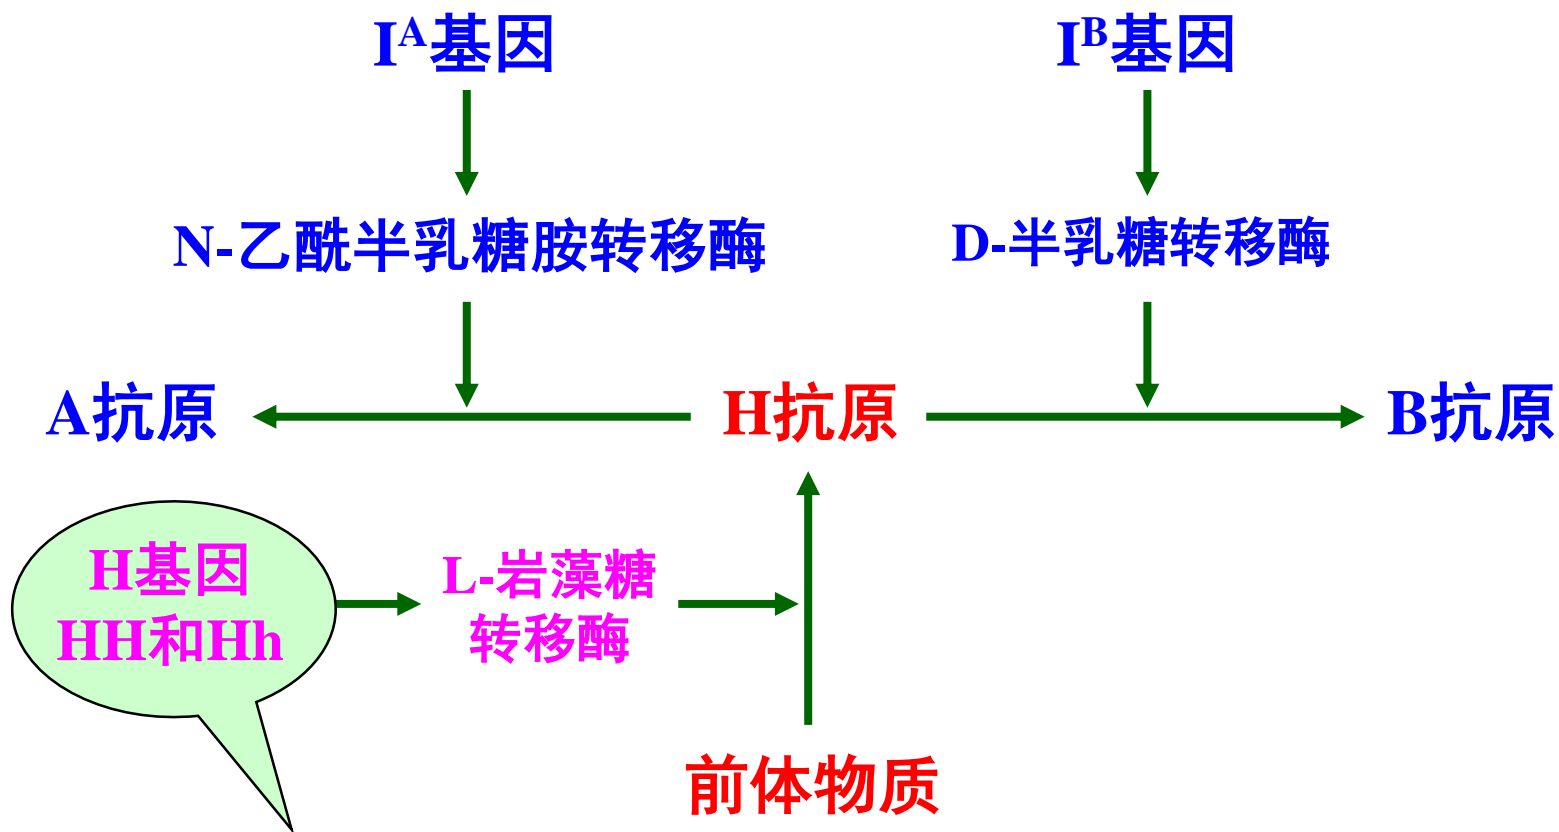 I^A基因
I^B基因
N-乙酰半乳糖胺转移酶
D-半乳糖转移酶
A抗原
H抗原
B抗原
H基因
HH和Hh
L-岩藻糖
转移酶
前体物质